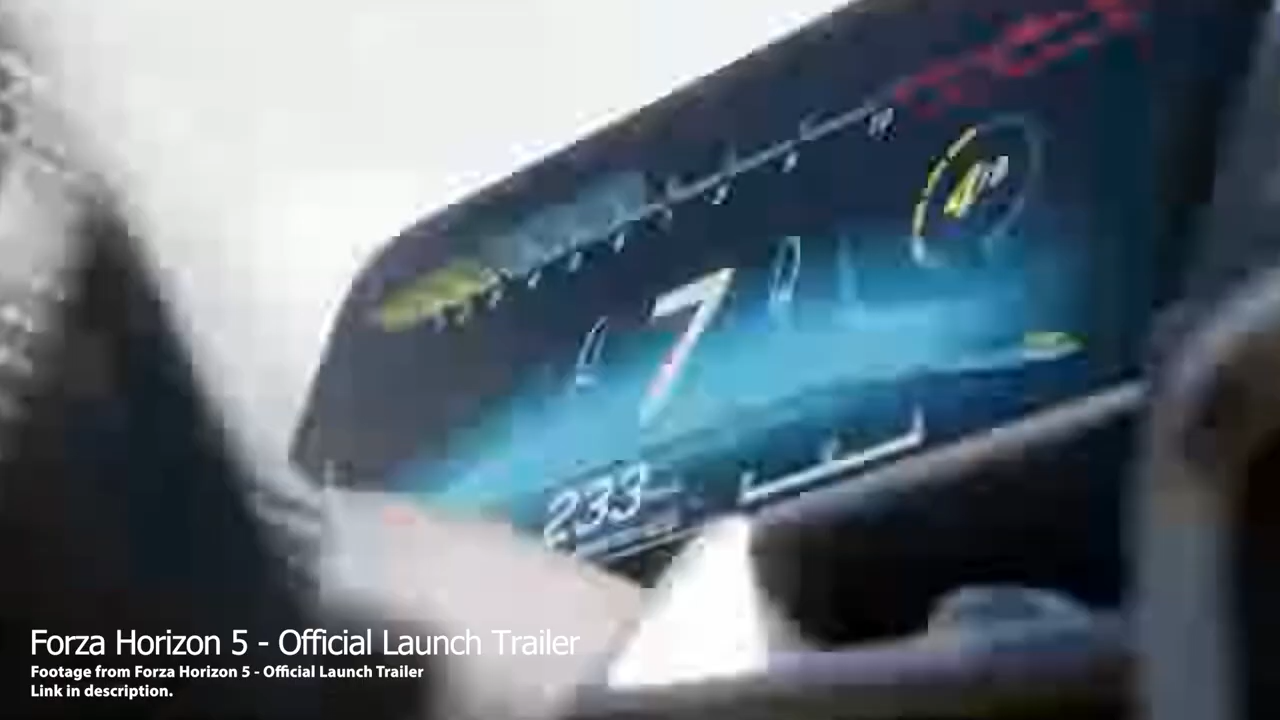 7
233
Forza Horizon 5 - Official Launch Trailer
Footage from Forza Horizon 5 - Official Launch Trailer
Link in description.